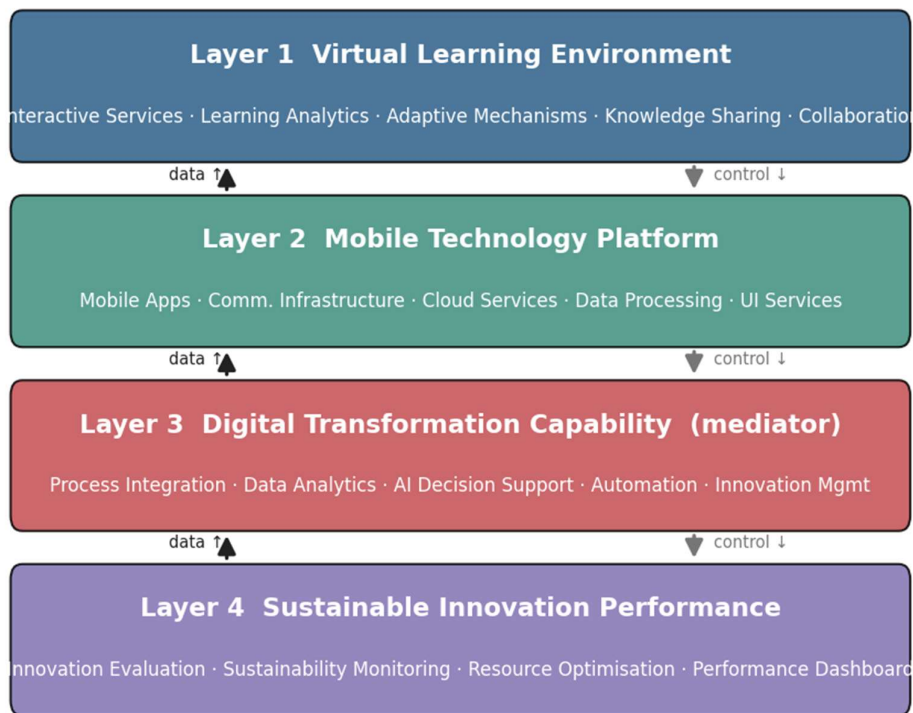 Layer 1 Virtual Learning Environment
nteractive Services · Learning Analytics · Adaptive Mechanisms · Knowledge Sharing · Collaboration
data ↑ control ↓
Layer 2 Mobile Technology Platform
Mobile Apps · Comm. Infrastructure · Cloud Services · Data Processing · UI Services
data ↑ control ↓
Layer 3 Digital Transformation Capability (mediator)
Process Integration · Data Analytics · AI Decision Support · Automation · Innovation Mgmt
data ↑ control ↓
Layer 4 Sustainable Innovation Performance
Innovation Evaluation · Sustainability Monitoring · Resource Optimisation · Performance Dashboard